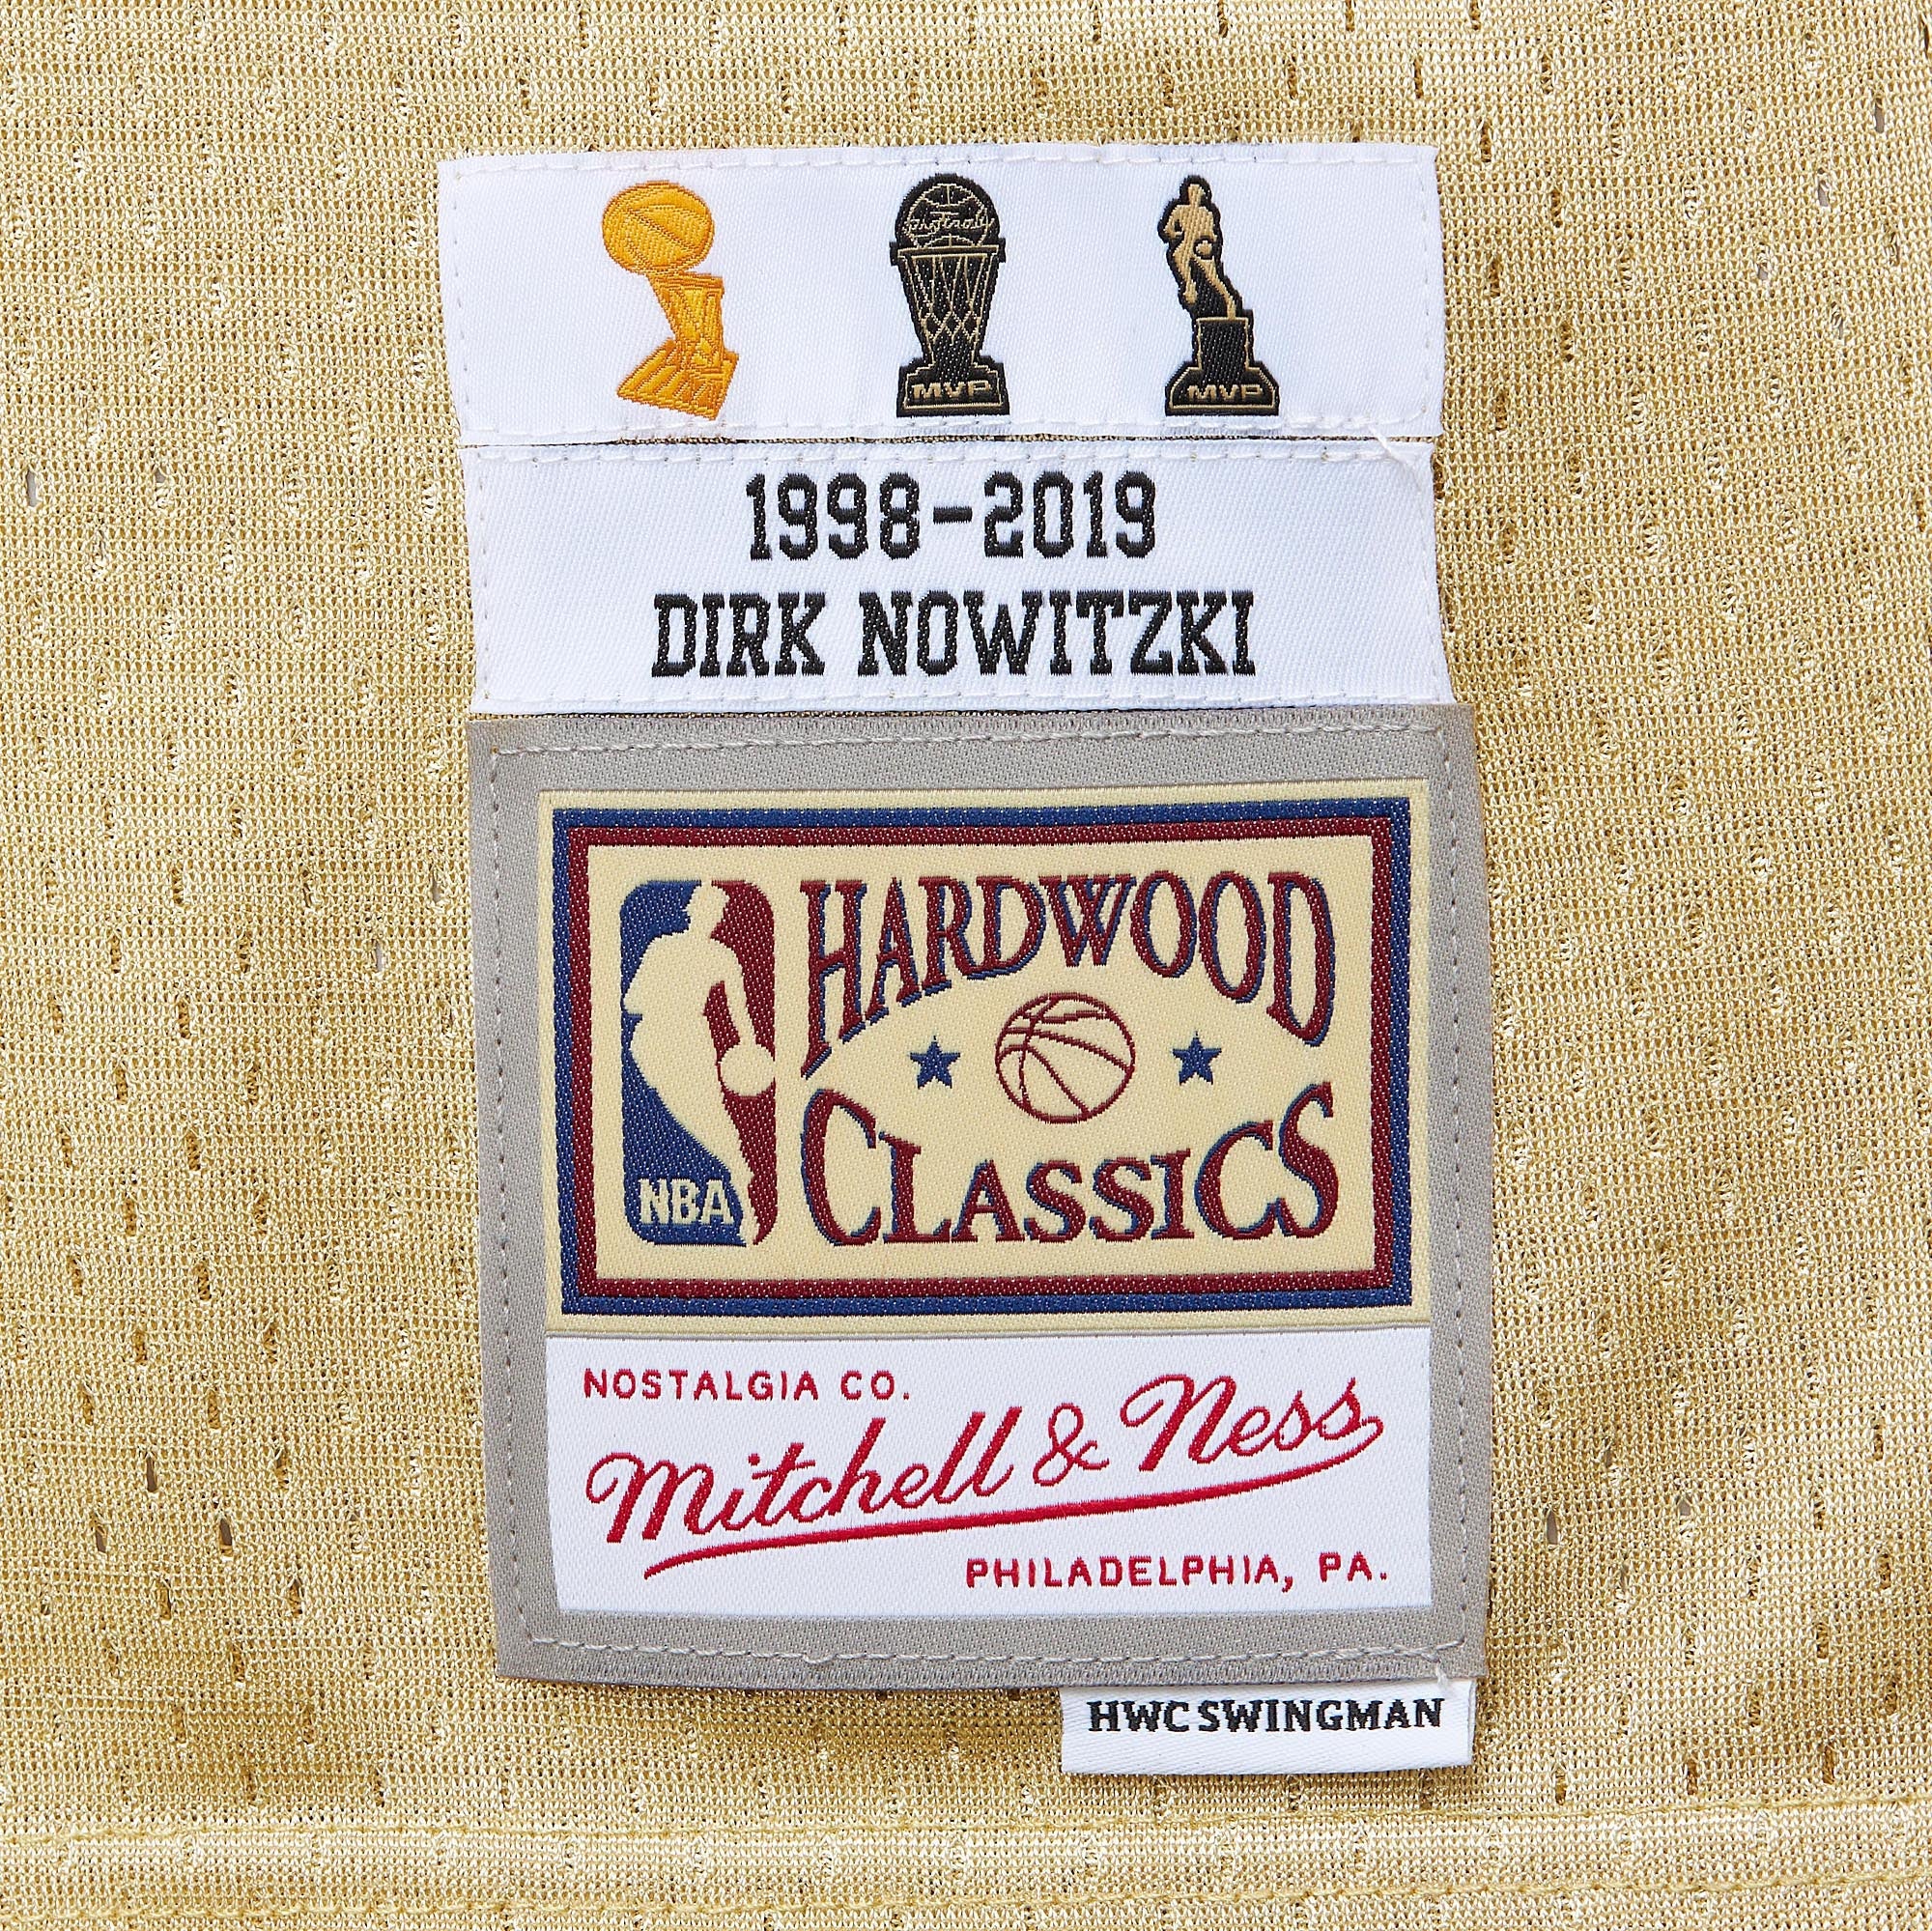 MVP MVP
1998-2019
DIRK NOWITZKI
HARDWOOD
CLASSICS
NBA
NOSTALGIA CO.
Mitchell & Ness
PHILADELPHIA, PA.
HWC SWINGMAN